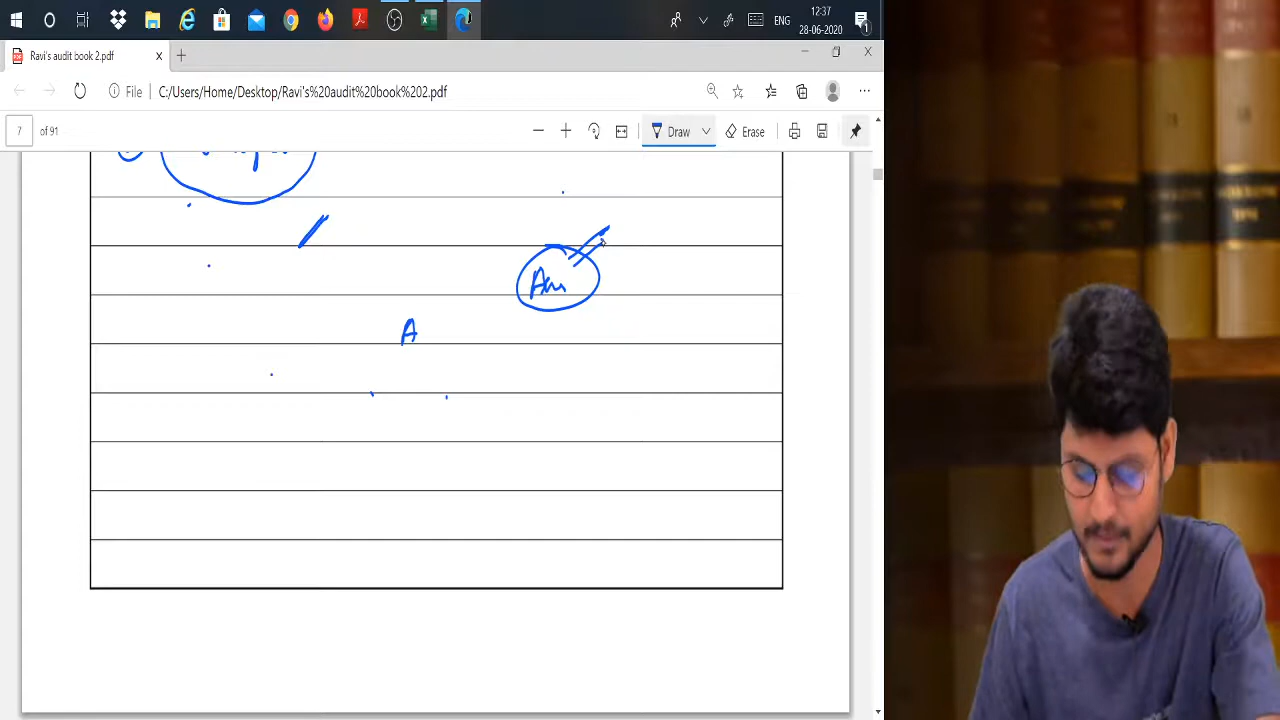 ENG
12:37
28-06-2020
1
Ravi's audit book 2.pdf
File
C:/Users/Home/Desktop/Ravi's%20audit%20book%202.pdf
7 of 91
Draw
Erase
Am
A